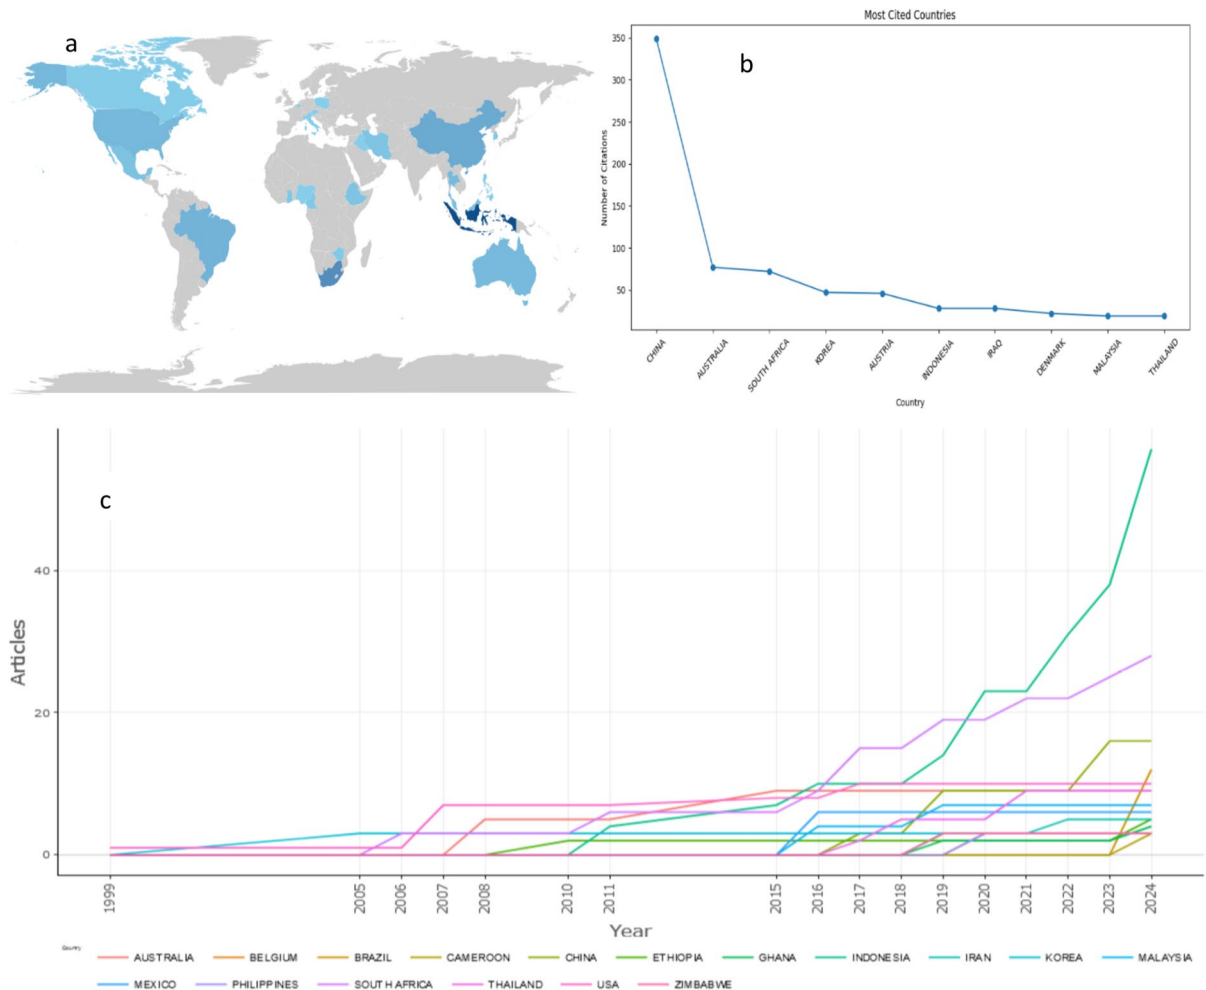 a
Most Cited Countries
b
350
300
250
200
150
100
50
Number of Citations
CHINA
AUSTRALIA
SOUTH AFRICA
KOREA
AUSTRIA
INDONESIA
IRAQ
DENMARK
MALAYSIA
THAILAND
Country
c
40
20
0
Articles
1999
2005
2006
2007
2008
2010
2011
2015
2016
2017
2018
2019
2020
2021
2022
2023
2024
Year
Country
AUSTRALIA BELGIUM BRAZIL CAMEROON CHINA ETHIOPIA GHANA INDONESIA IRAN KOREA MALAYSIA
MEXICO PHILIPPINES SOUTH AFRICA THAILAND USA ZIMBABWE